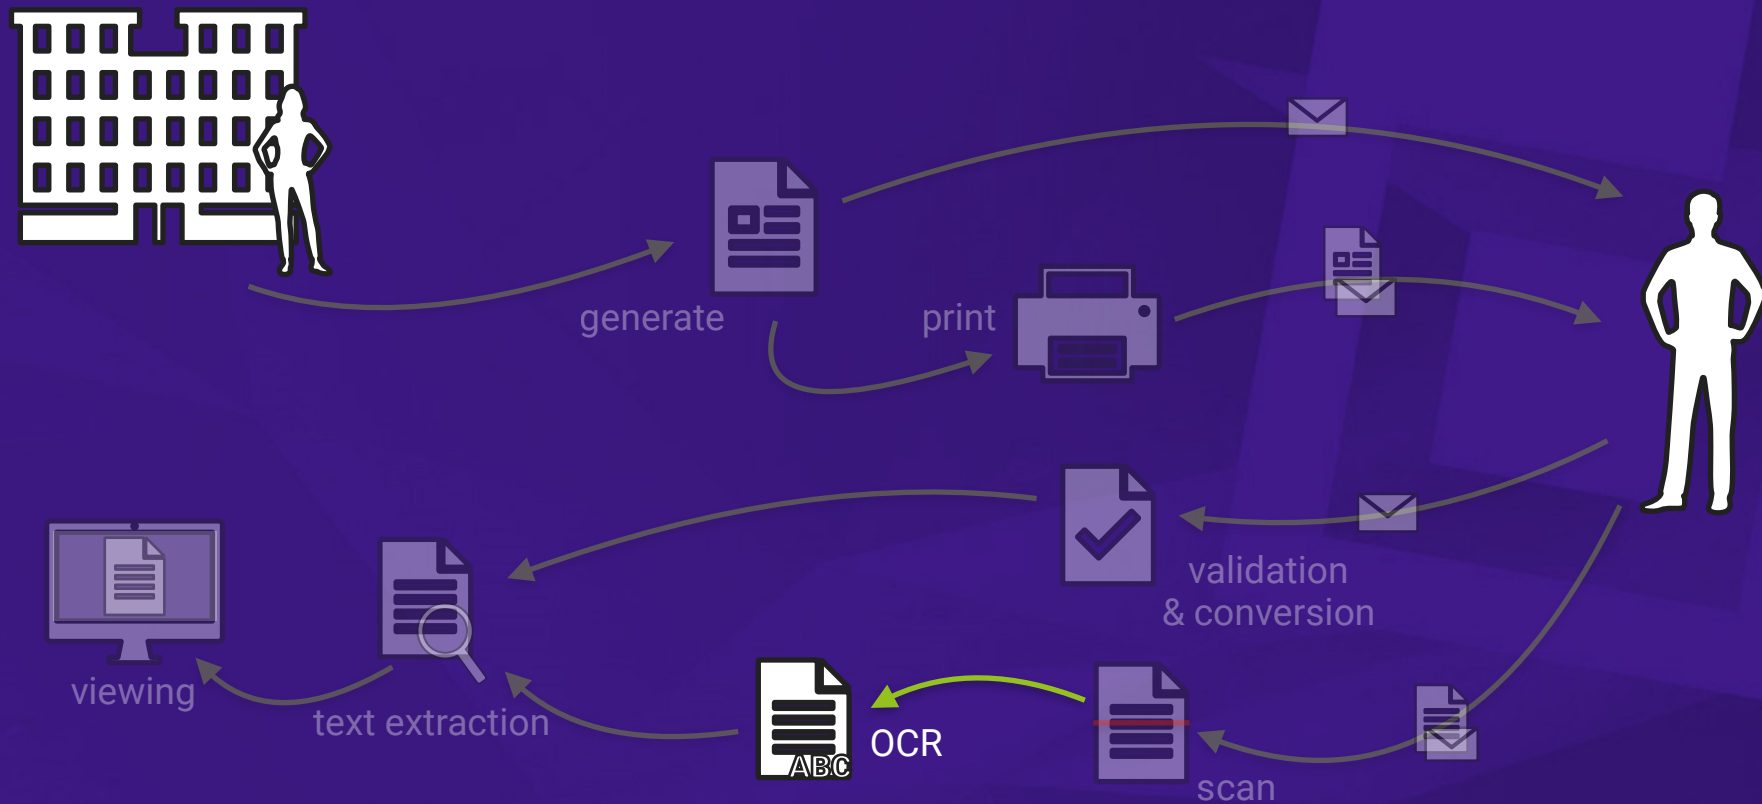 generate
print
validation
& conversion
viewing
text extraction
ABC
OCR
scan